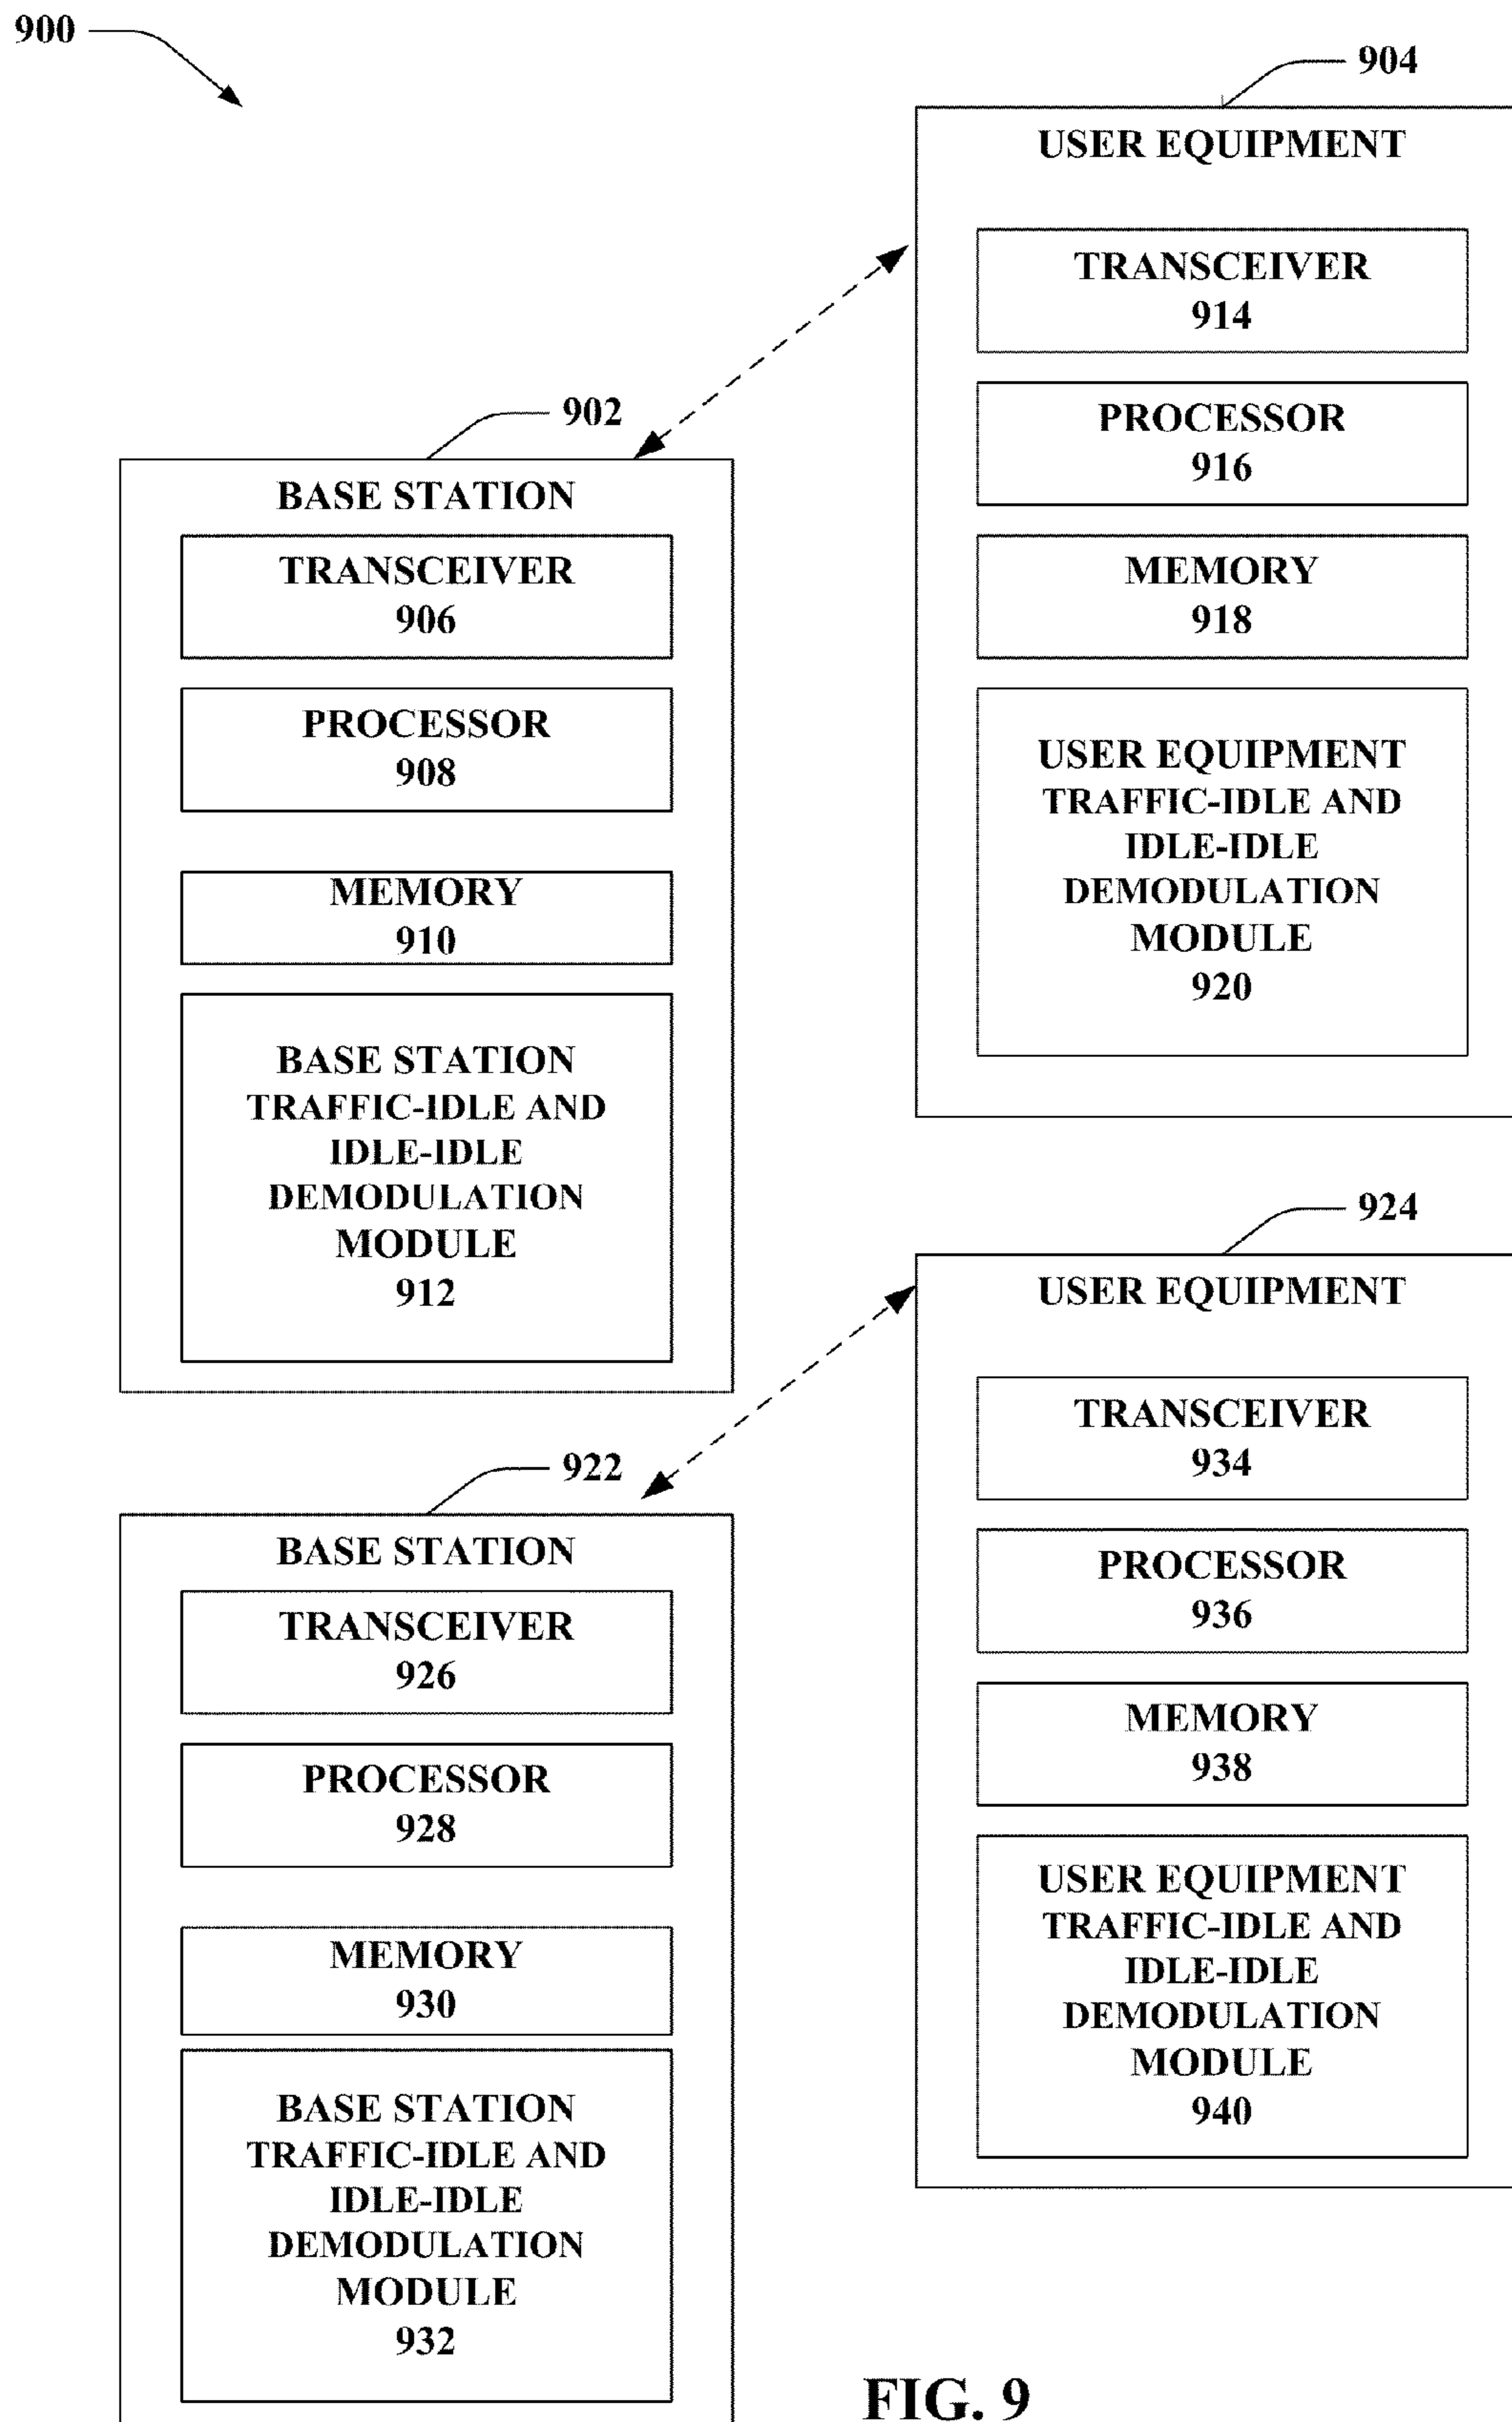 900
904
USER EQUIPMENT
TRANSCEIVER
914
PROCESSOR
916
MEMORY
918
USER EQUIPMENT
TRAFFIC-IDLE AND
IDLE-IDLE
DEMODULATION
MODULE
920
902
BASE STATION
TRANSCEIVER
906
PROCESSOR
908
MEMORY
910
BASE STATION
TRAFFIC-IDLE AND
IDLE-IDLE
DEMODULATION
MODULE
912
924
USER EQUIPMENT
TRANSCEIVER
934
PROCESSOR
936
MEMORY
938
USER EQUIPMENT
TRAFFIC-IDLE AND
IDLE-IDLE
DEMODULATION
MODULE
940
922
BASE STATION
TRANSCEIVER
926
PROCESSOR
928
MEMORY
930
BASE STATION
TRAFFIC-IDLE AND
IDLE-IDLE
DEMODULATION
MODULE
932
FIG. 9